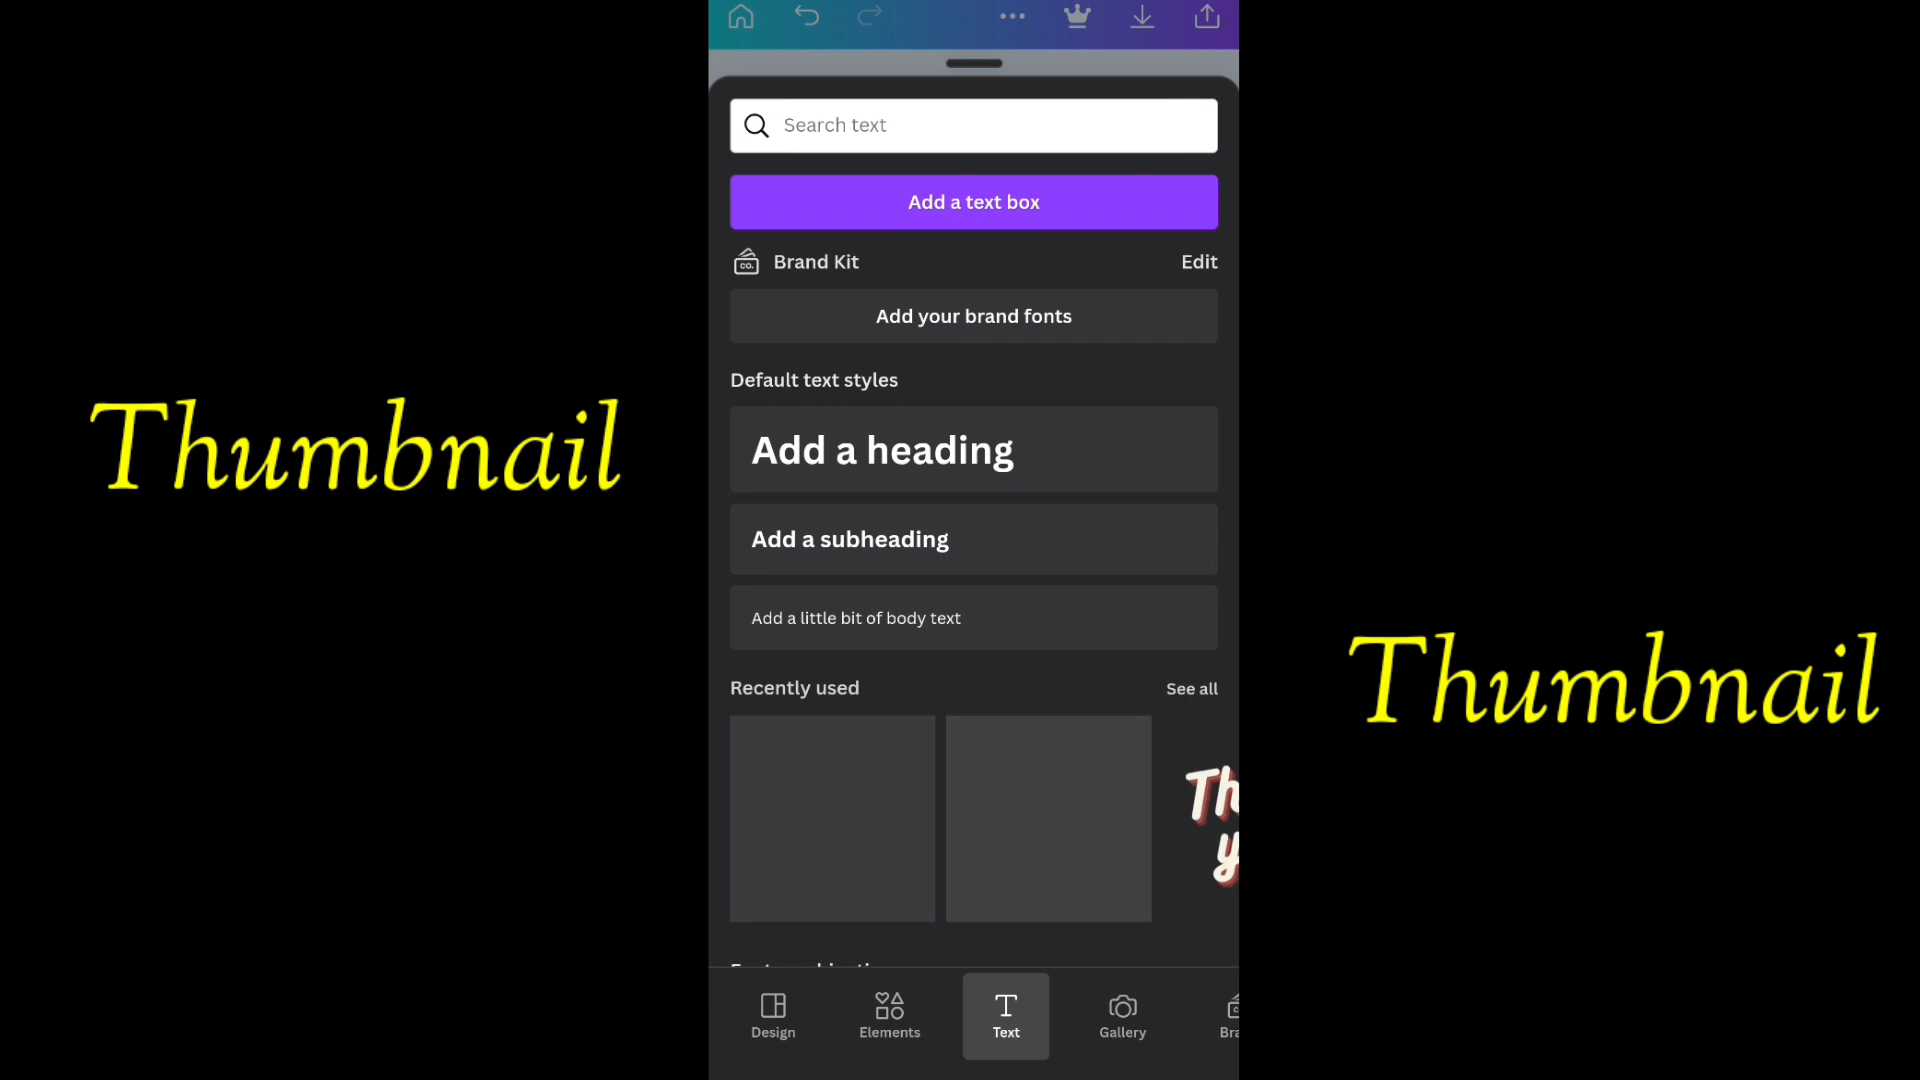 Search text
Add a text box
CO.
Brand Kit
Edit
Add your brand fonts
Default text styles
Add a heading
Thumbnail
Add a subheading
Add a little bit of body text
Thumbnail
Recently used
See all
Design
Elements
Text
Gallery